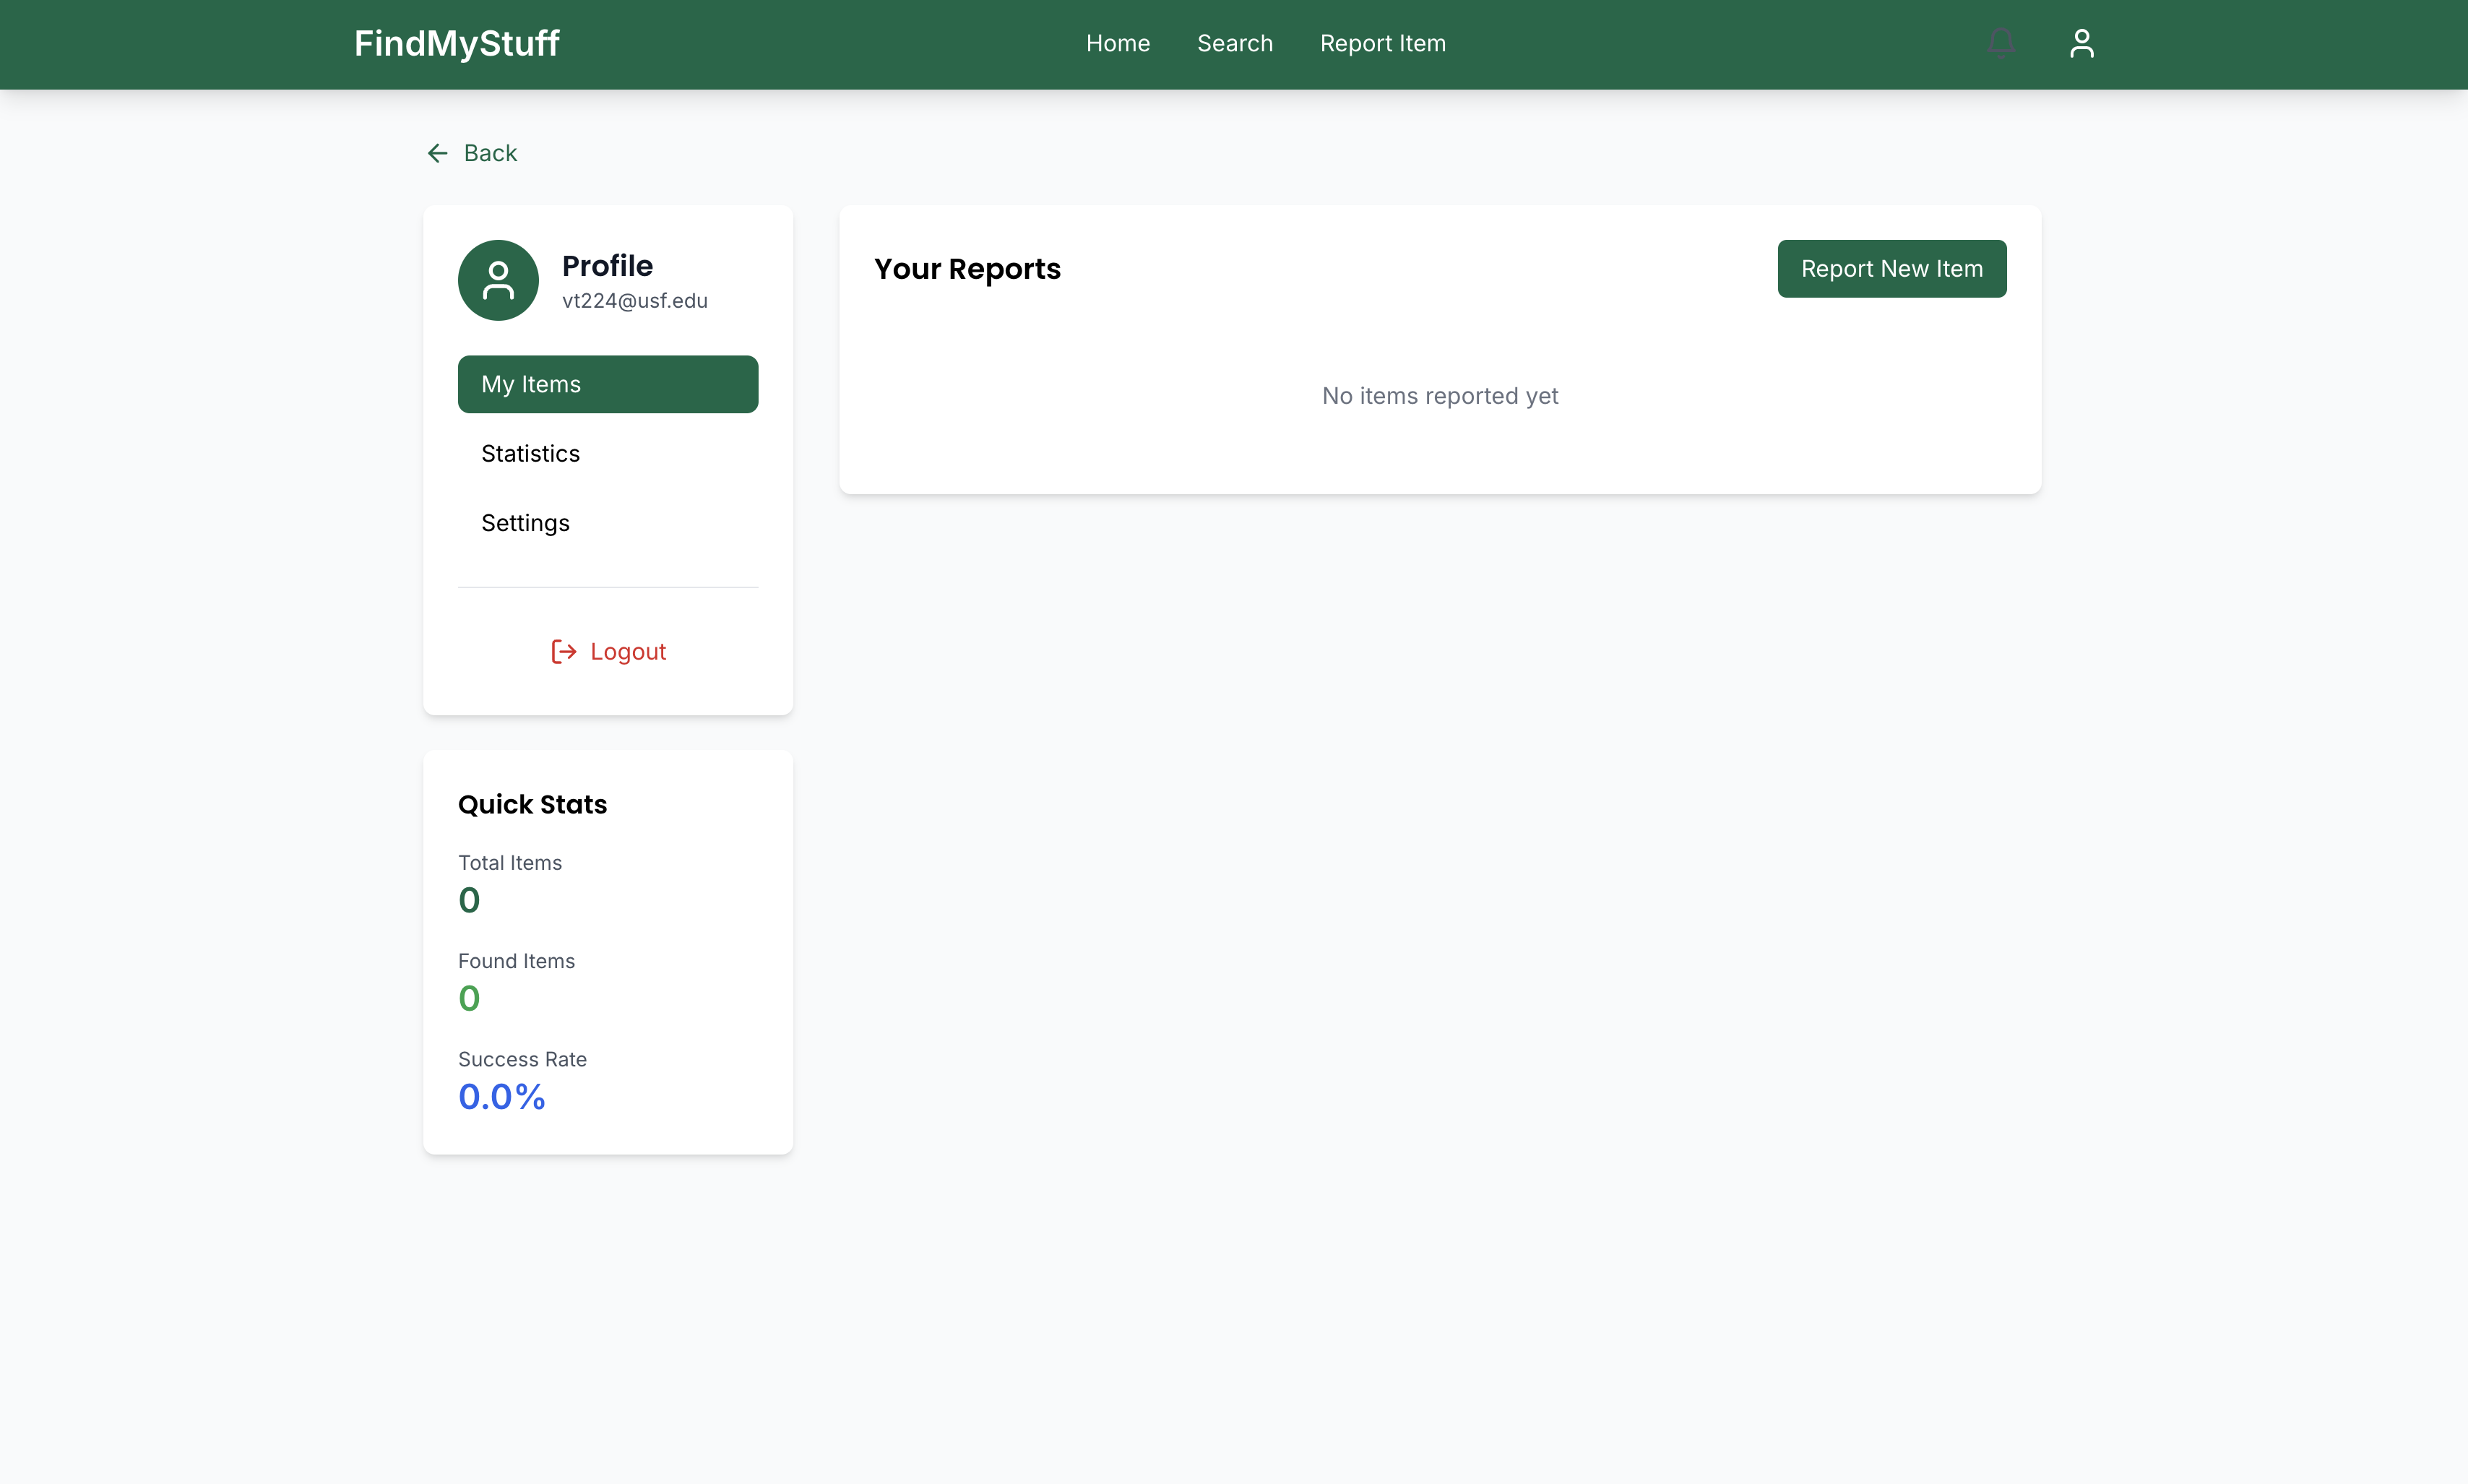 FindMyStuff
Home
Search
Report Item
Back
Profile
vt224@usf.edu
My Items
Statistics
Settings
Logout
Your Reports
Report New Item
No items reported yet
Quick Stats
Total Items
0
Found Items
0
Success Rate
0.0%